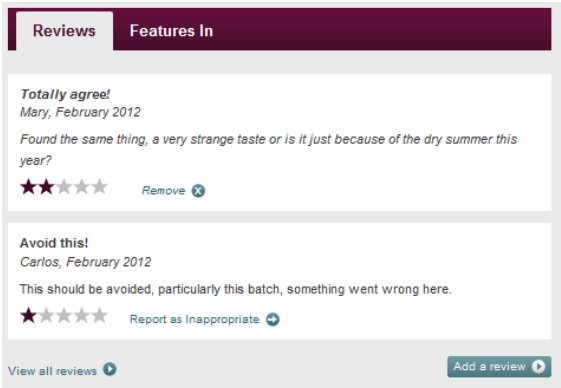 Reviews Features In
Totally agree!
Mary, February 2012
Found the same thing, a very strange taste or is it just because of the dry summer this
year?
Remove
Avoid this!
Carlos, February 2012
This should be avoided, particularly this batch, something went wrong here.
Report as Inappropriate
View all reviews Add a review